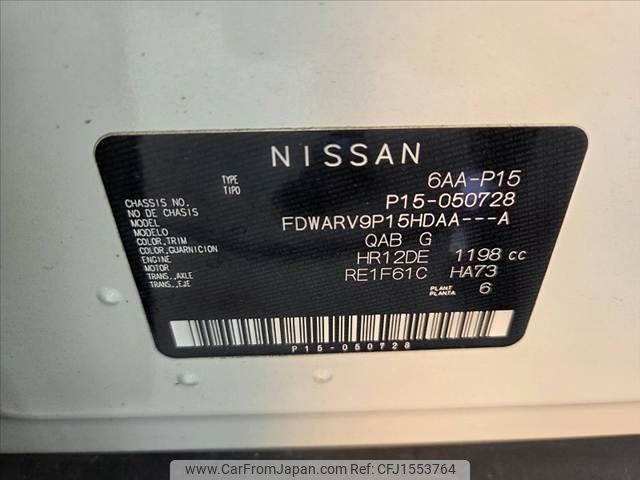 NISSAN
TYPE 6AA-P15
TIPO
CHASSIS NO. P15-050728
NO DE CHASSIS
MODEL FDWARV9P15HDAA---A
MODELO
COLOR,TRIM QAB G
COLOR,GUARNICION
ENGINE HR12DE 1198 cc
MOTOR
TRANS.,AXLE RE1F61C HA73
TRANS.,EJE
PLANT 6
PLANTA
P15-050728
www.CarFromJapan.com Ref:CFJ1553764